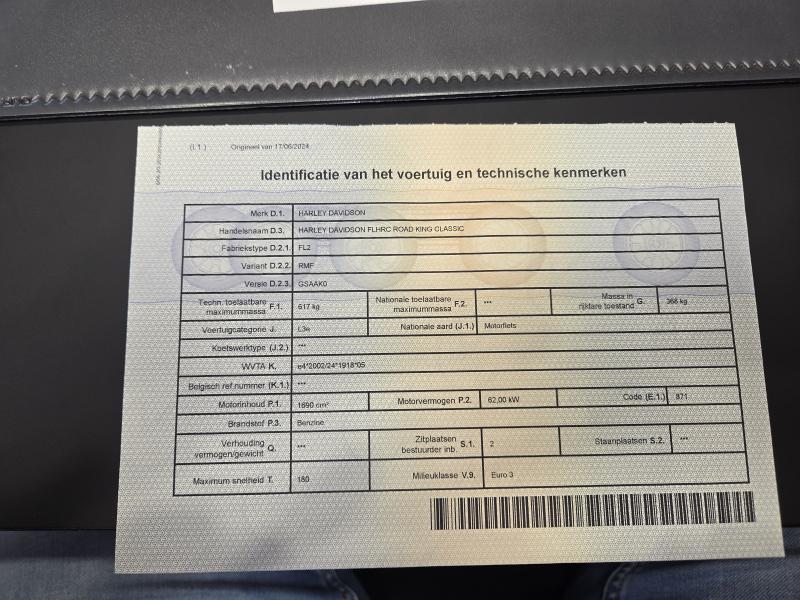 (I.1.) Origineel van 17/06/2024
Identificatie van het voertuig en technische kenmerken
Merk D.1. HARLEY DAVIDSON
Handelsnaam D.3. HARLEY DAVIDSON FLHRC ROAD KING CLASSIC
Fabriekstype D.2.1. FL2
Variant D.2.2. RMF
Versie D.2.3. GSAAK0
Techn. toelaatbare maximummassa F.1. 617 kg Nationale toelaatbare maximummassa F.2. *** Massa in rijklare toestand G. 368 kg
Voertuigcategorie J. L3e Nationale aard (J.1.) Motorfiets
Koetswerktype (J.2.) ***
WVTA K. e4*2002/24*1918*05
Belgisch ref.nummer (K.1.) ***
Motorinhoud P.1. 1690 cm³ Motorvermogen P.2. 62,00 kW Code (E.1.) 871
Brandstof P.3. Benzine
Verhouding vermogen/gewicht Q. *** Zitplaatsen bestuurder inb. S.1. 2 Staanplaatsen S.2. ***
Maximum snelheid T. 180 Milieuklasse V.9. Euro 3